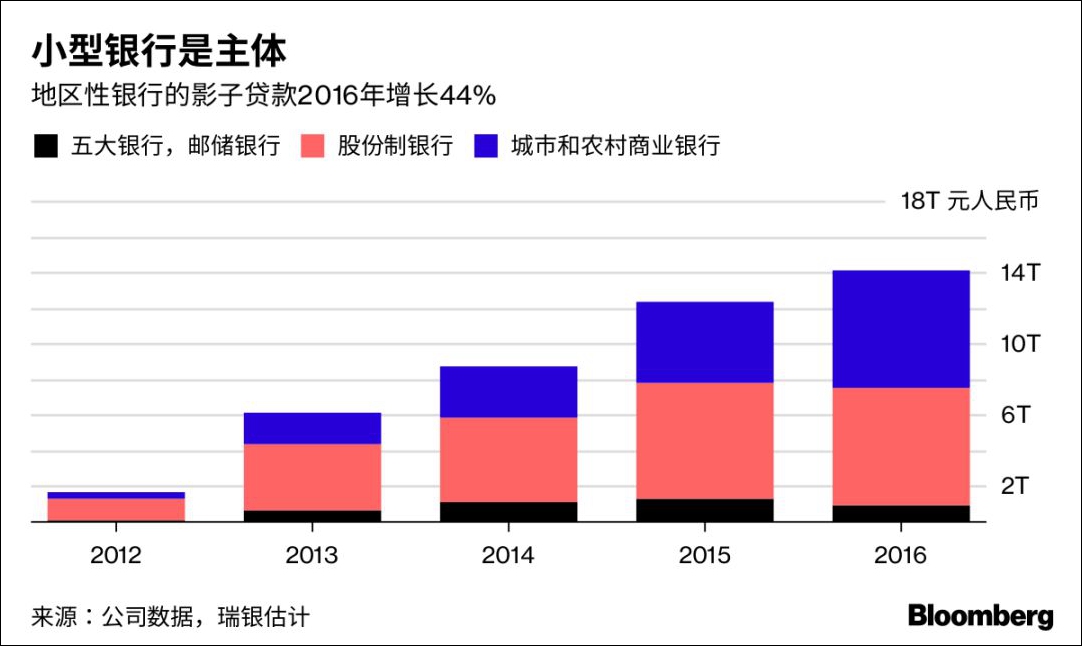 小型银行是主体
地区性银行的影子贷款2016年增长44%
五大银行，邮储银行 股份制银行 城市和农村商业银行
18T 元人民币
14T
10T
6T
2T
2012 2013 2014 2015 2016
来源：公司数据，瑞银估计
Bloomberg